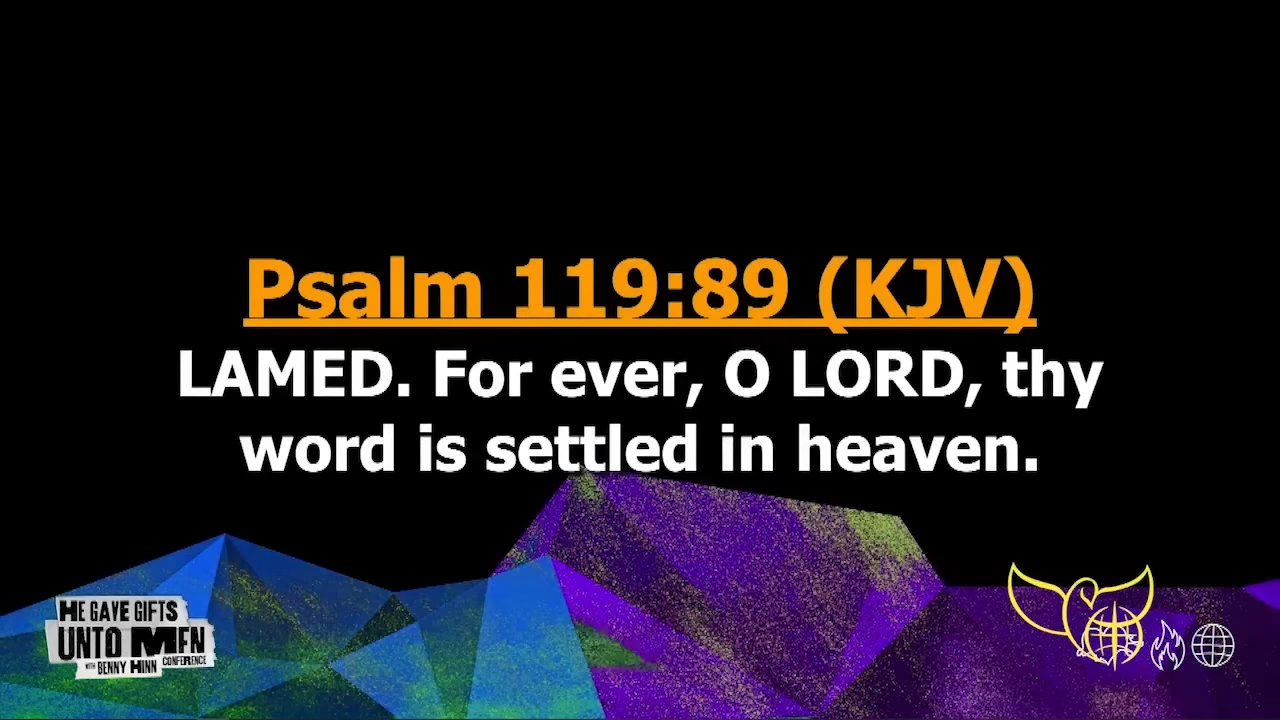 Psalm 119:89 (KJV)
LAMED. For ever, O LORD, thy
word is settled in heaven.
HE GAVE GIFTS
UNTO MEN
WITH BENNY HINN CONFERENCE